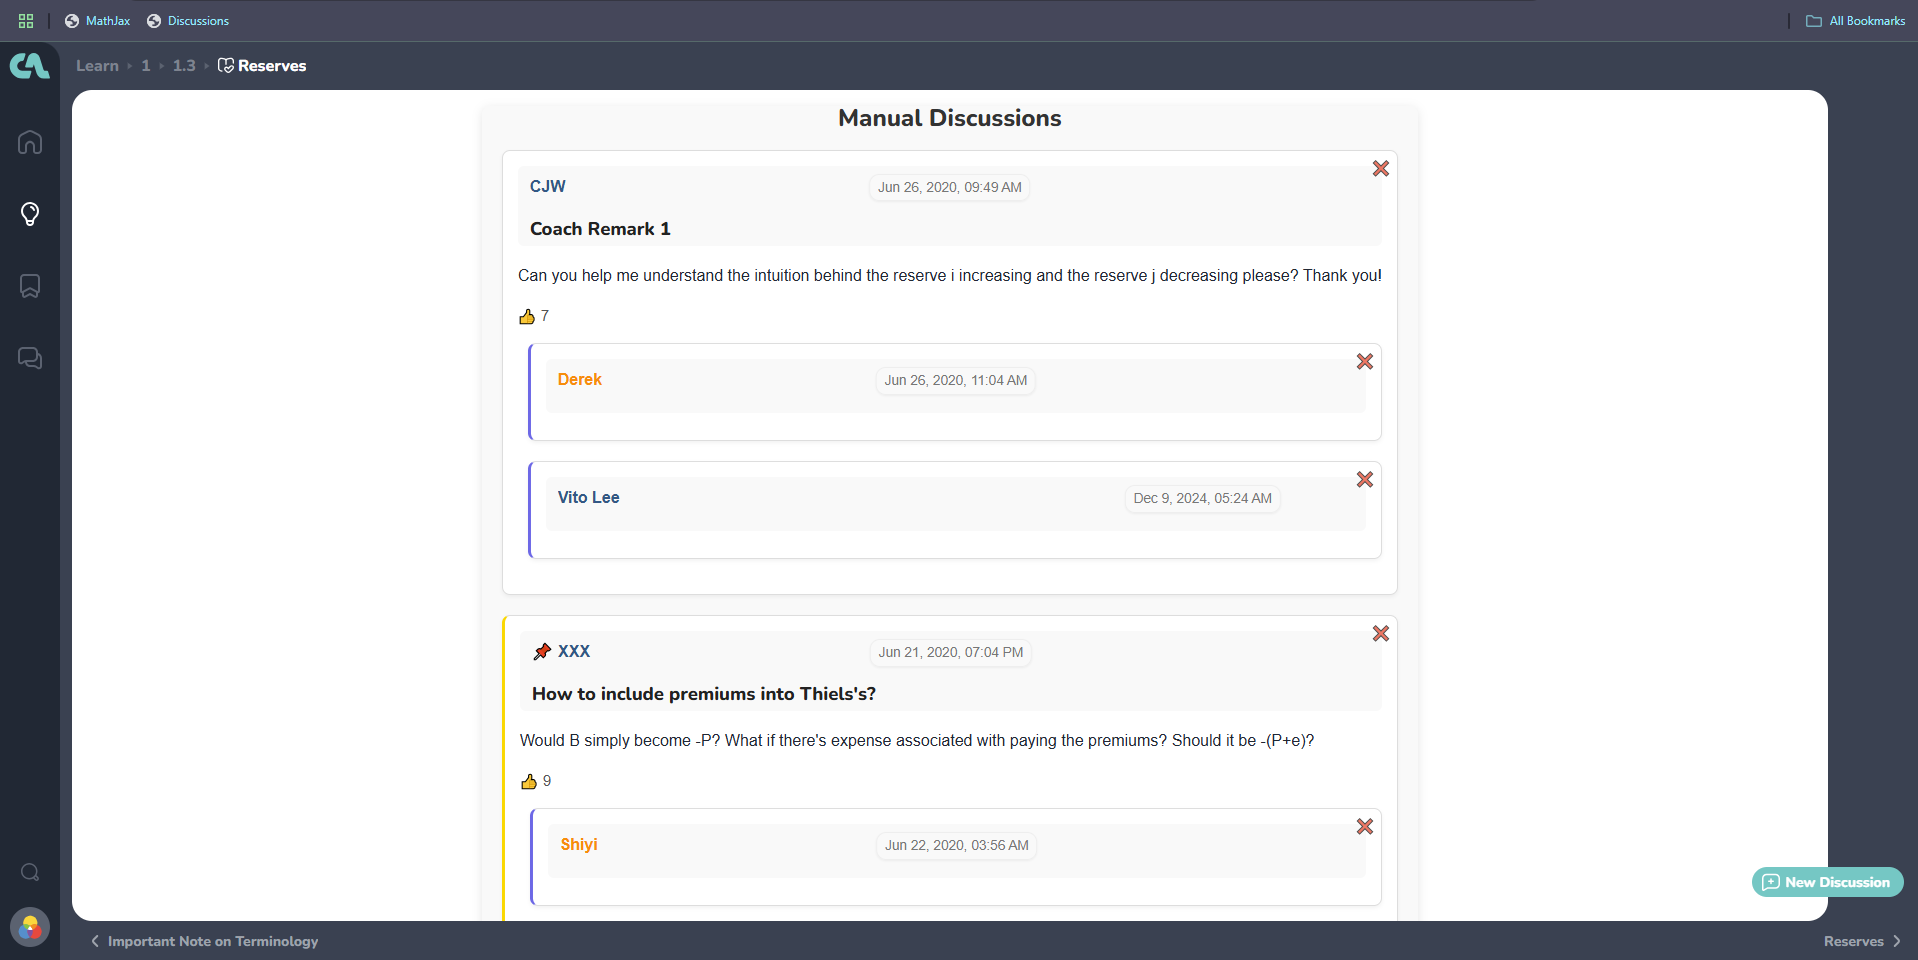 MathJax Discussions All Bookmarks
CA Learn 1 1.3 Reserves
Manual Discussions
CJW Jun 26, 2020, 09:49 AM
Coach Remark 1
Can you help me understand the intuition behind the reserve i increasing and the reserve j decreasing please? Thank you!
7
Derek Jun 26, 2020, 11:04 AM
Vito Lee Dec 9, 2024, 05:24 AM
XXX Jun 21, 2020, 07:04 PM
How to include premiums into Thiels's?
Would B simply become -P? What if there's expense associated with paying the premiums? Should it be -(P+e)?
9
Shiyi Jun 22, 2020, 03:56 AM
New Discussion
Important Note on Terminology Reserves